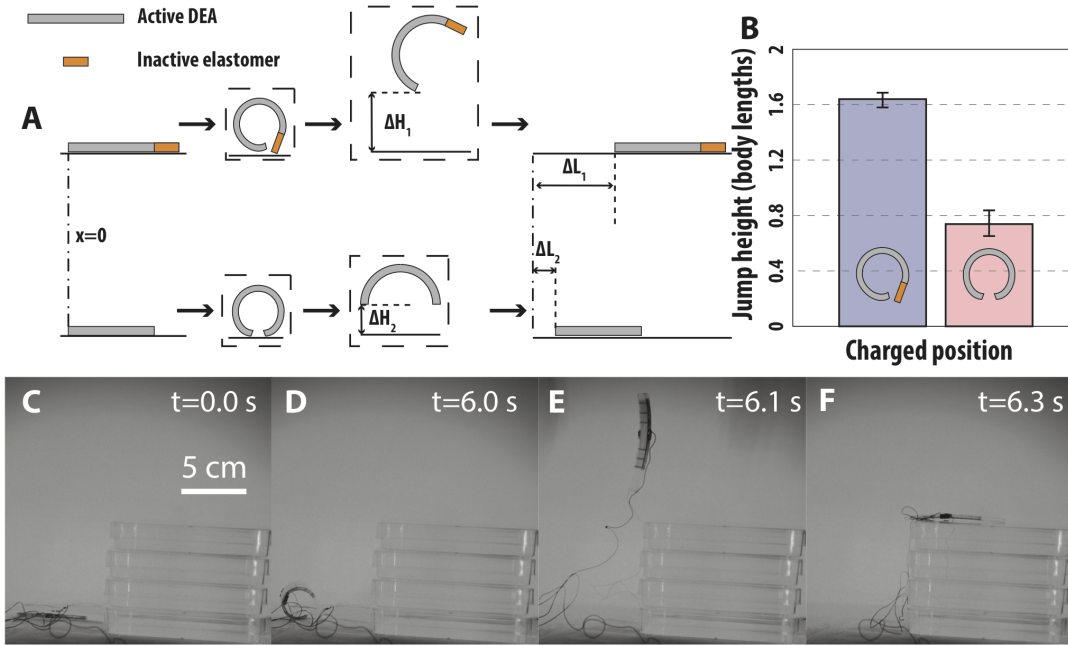 Active DEA
Inactive elastomer
A
ΔH1
ΔL1
x=0
ΔL2
ΔH2
B
Jump height (body lengths)
2
1.6
1.2
0.8
0.4
0
Charged position
C
t=0.0 s
5 cm
D
t=6.0 s
E
t=6.1 s
F
t=6.3 s